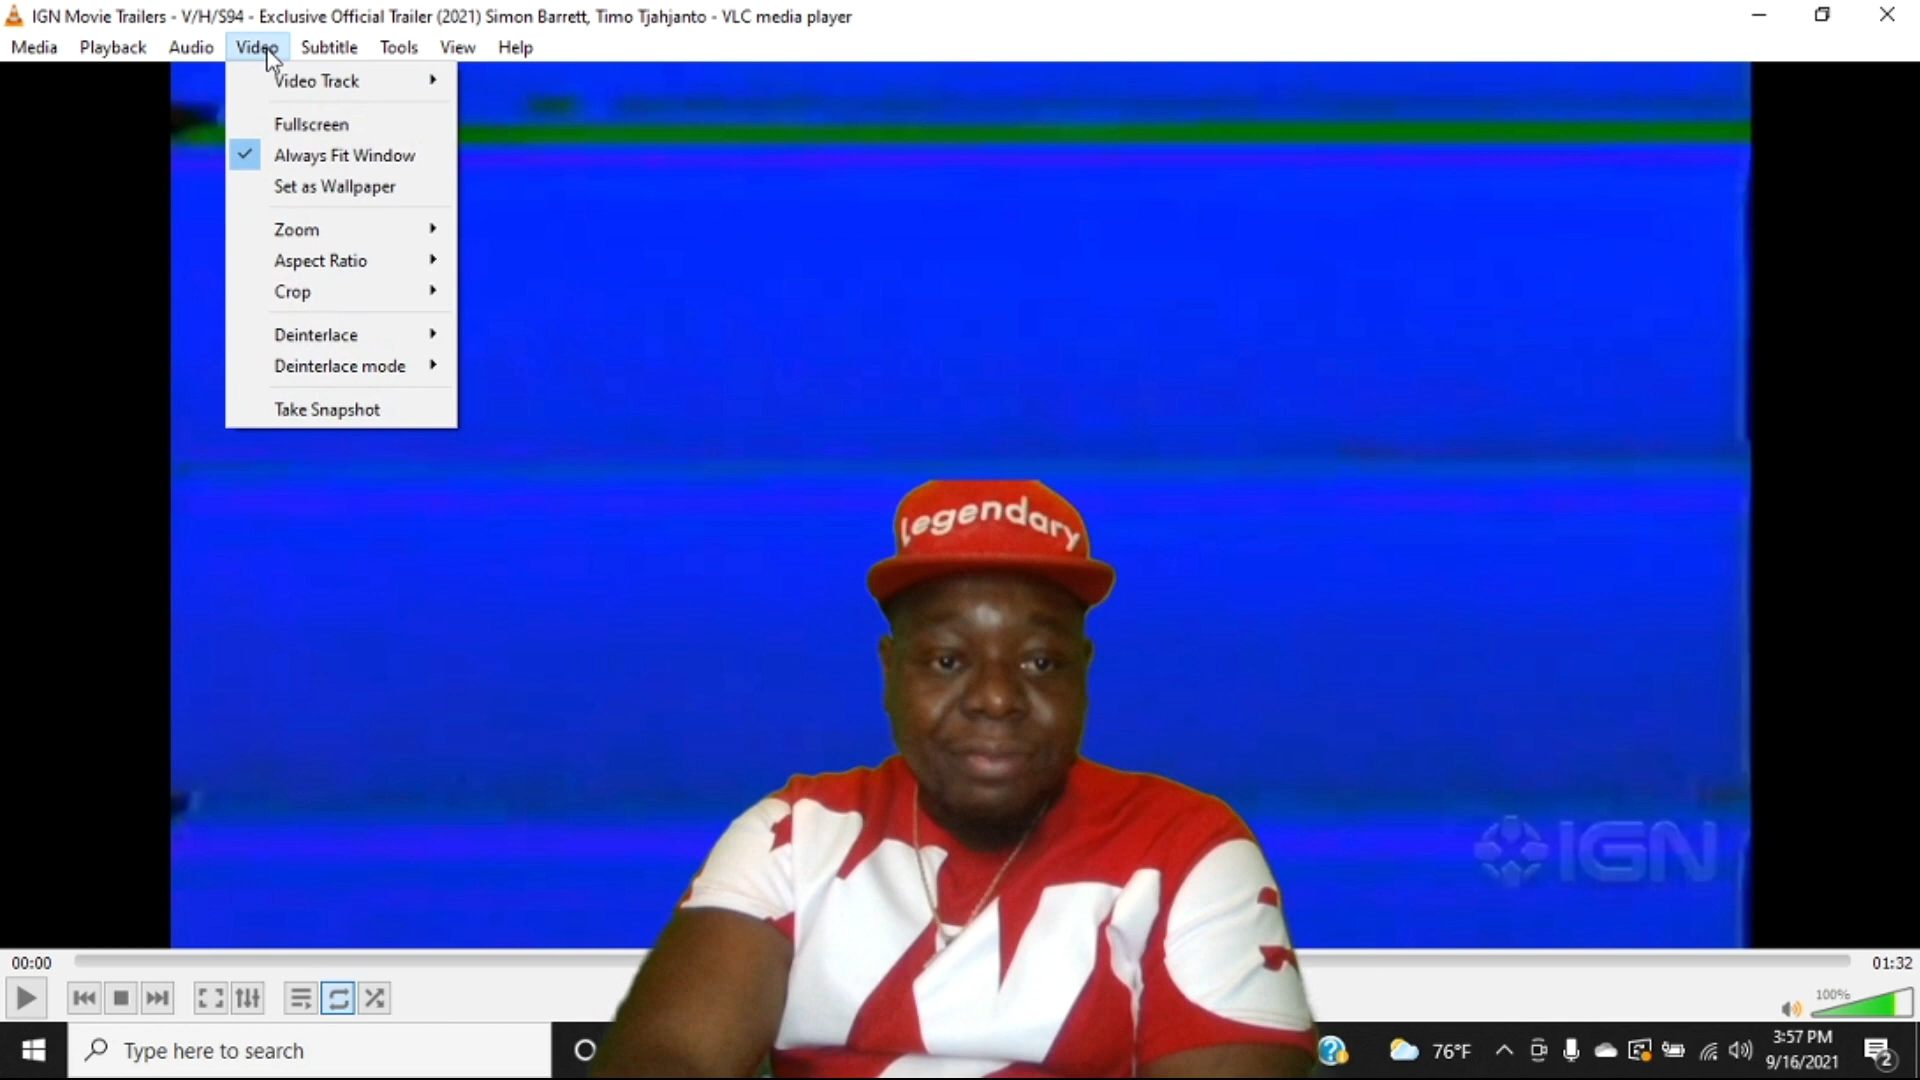 IGN Movie Trailers - V/H/S94 - Exclusive Official Trailer (2021) Simon Barrett, Timo Tjahjanto - VLC media player
Media Playback Audio Video Subtitle Tools View Help
Video Track
Fullscreen
Always Fit Window
Set as Wallpaper
Zoom
Aspect Ratio
Crop
Deinterlace
Deinterlace mode
Take Snapshot
Legendary
IGN
00:00
01:32
100%
Type here to search
76°F
3:57 PM
9/16/2021
2